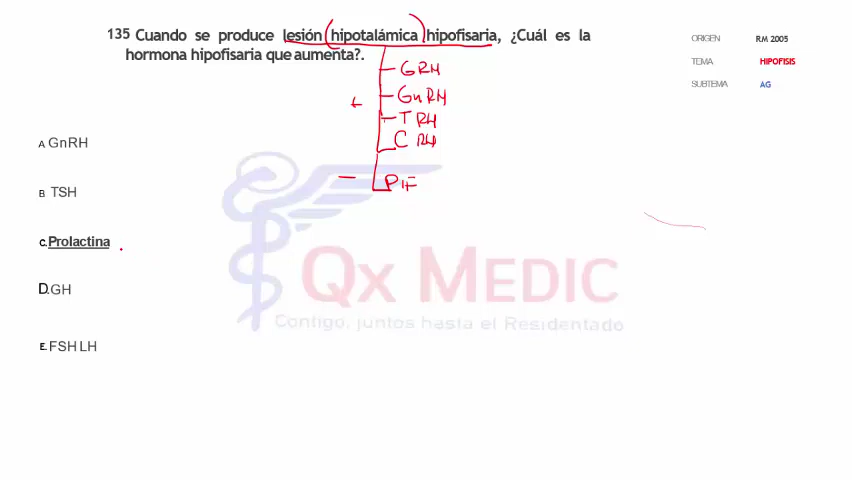 135 Cuando se produce lesión hipotalámica hipofisaria, ¿Cuál es la
hormona hipofisaria que aumenta?.
ORIGEN RM 2005
TEMA HIPOFISIS
SUBTEMA AG
GRH
+ GnRH
TRH
CRH
- PIF
A GnRH
B TSH
C. Prolactina
D. GH
E. FSH LH
Qx MEDIC
Contigo, juntos hasta el Residentado